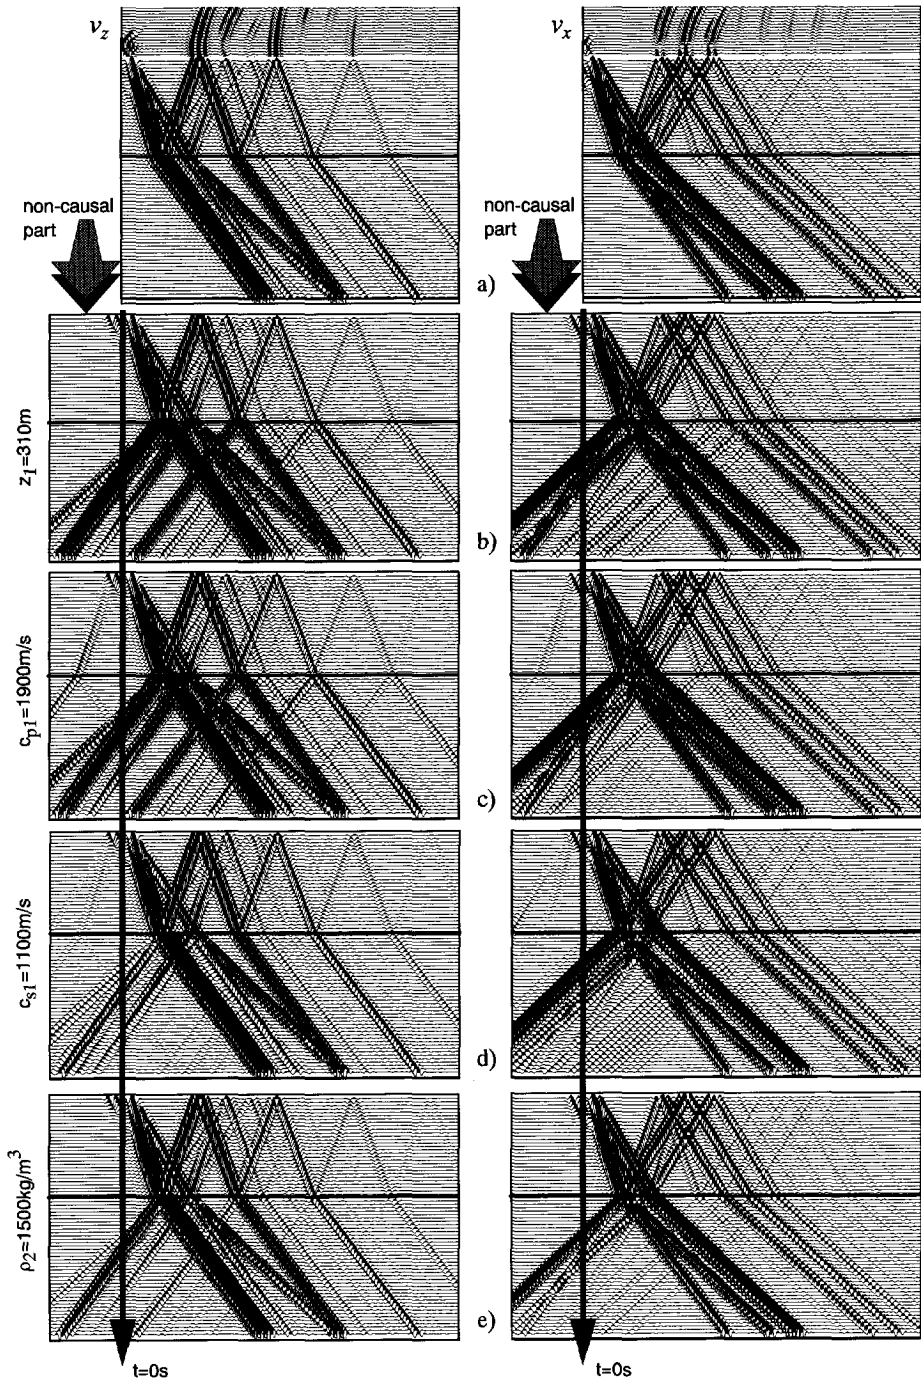 v_z
v_x
non-causal
part
non-causal
part
a)
z_1=310m
b)
c_p1=1900m/s
c)
c_s1=1100m/s
d)
ρ_2=1500kg/m^3
e)
t=0s
t=0s